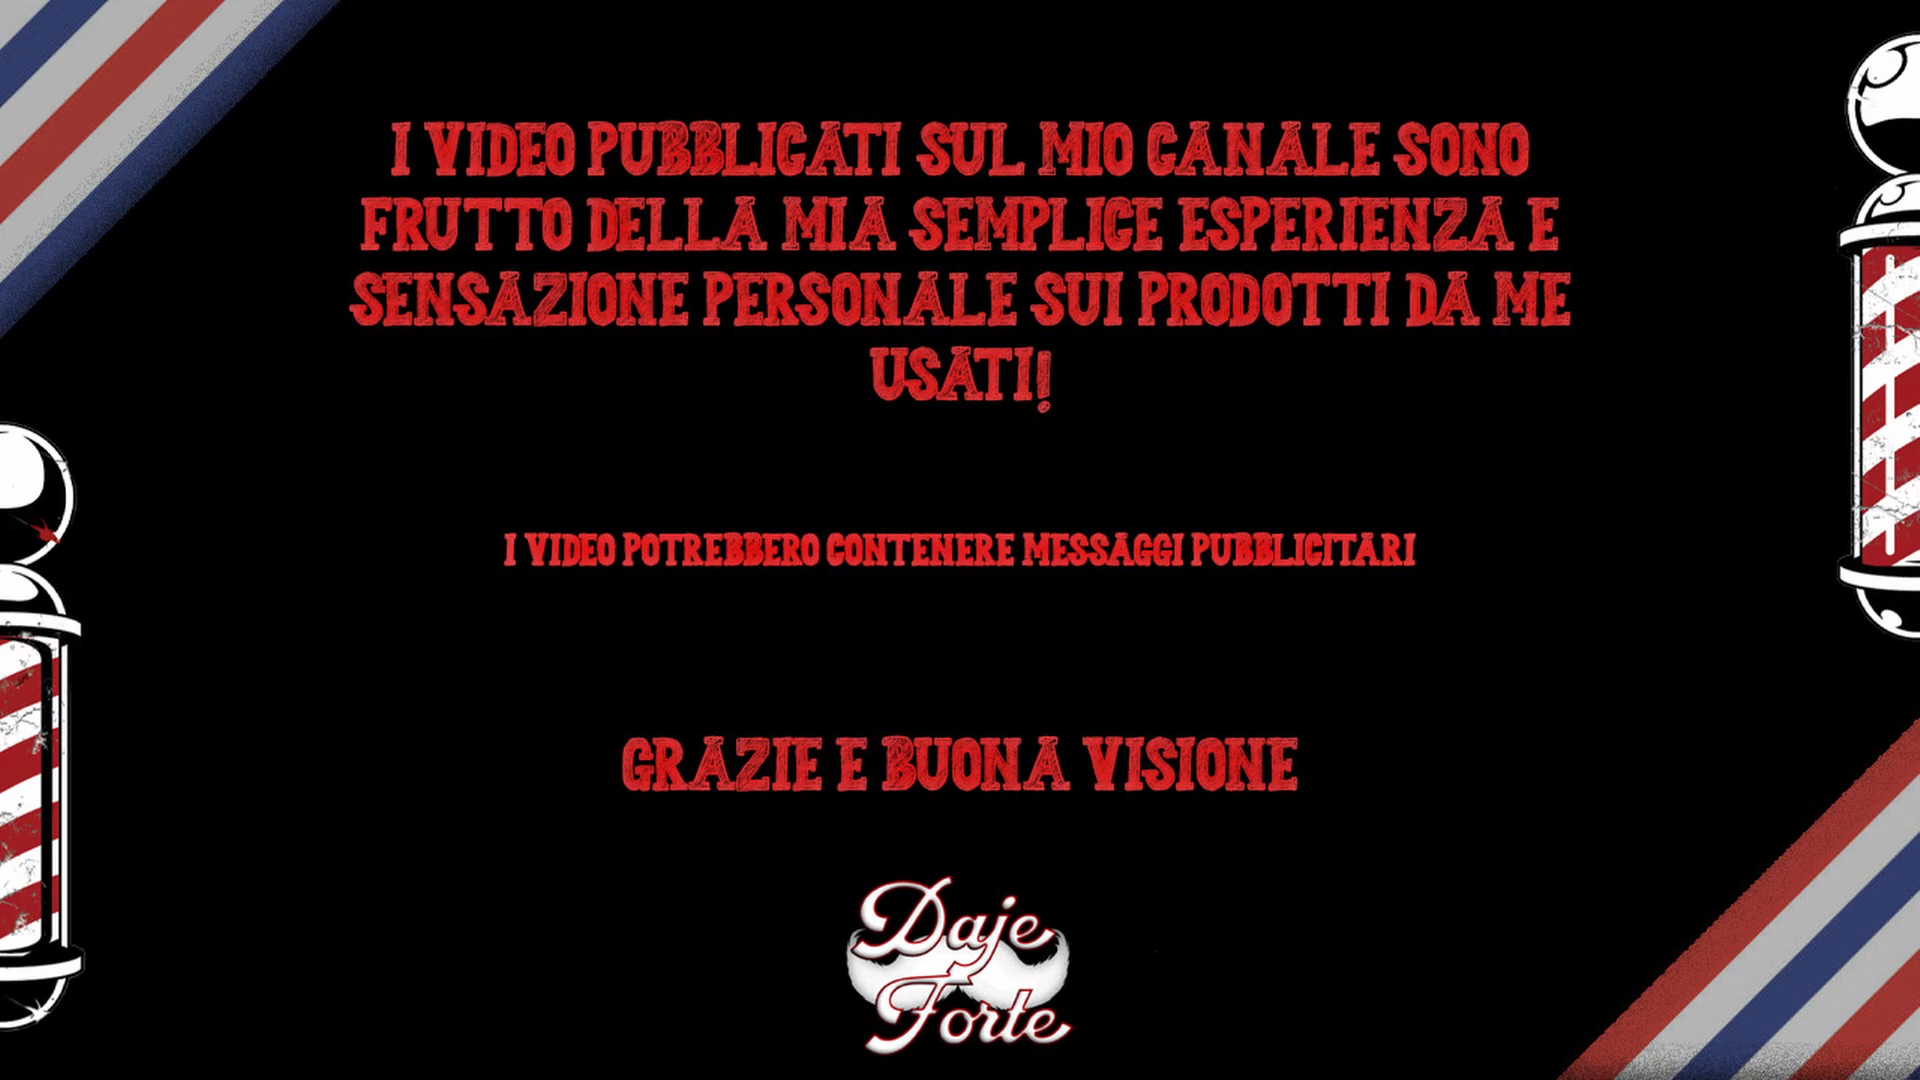 I VIDEO PUBBLICATI SUL MIO CANALE SONO
FRUTTO DELLA MIA SEMPLICE ESPERIENZA E
SENSAZIONE PERSONALE SUI PRODOTTI DA ME
USATI!
I VIDEO POTREBBERO CONTENERE MESSAGGI PUBBLICITARI
GRAZIE E BUONA VISIONE
Daje
Forte